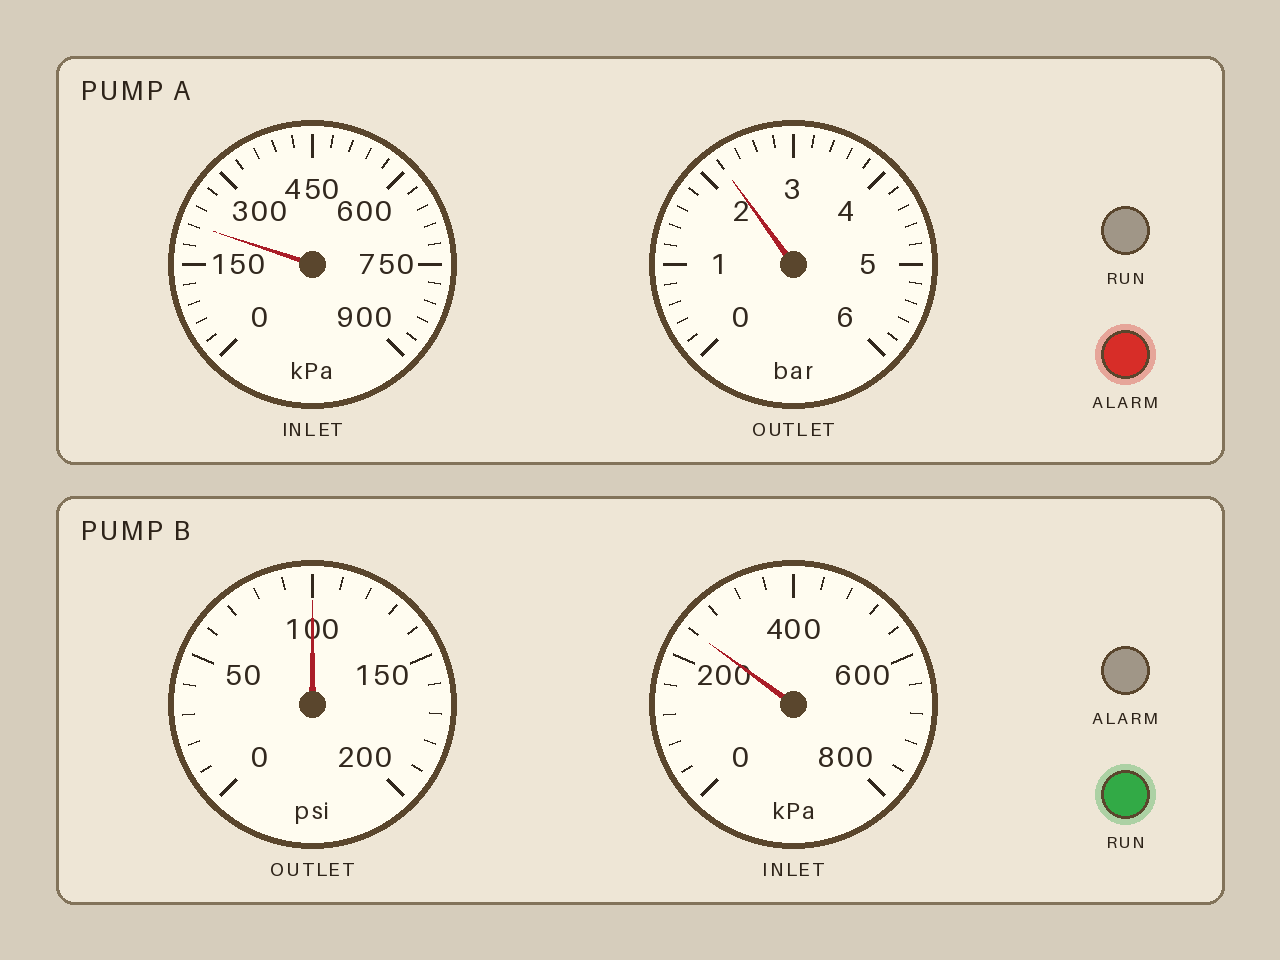 PUMP A
450
300 600
150 750
0 900
kPa
INLET
3
2 4
1 5
0 6
bar
OUTLET
RUN
ALARM
PUMP B
100
50 150
0 200
psi
OUTLET
400
200 600
0 800
kPa
INLET
ALARM
RUN